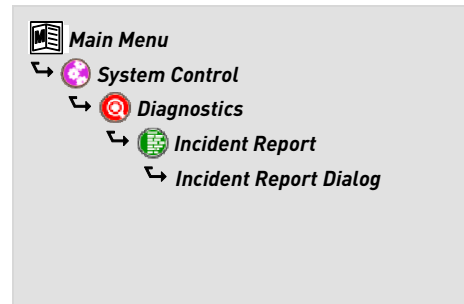 Main Menu
System Control
Diagnostics
Incident Report
Incident Report Dialog